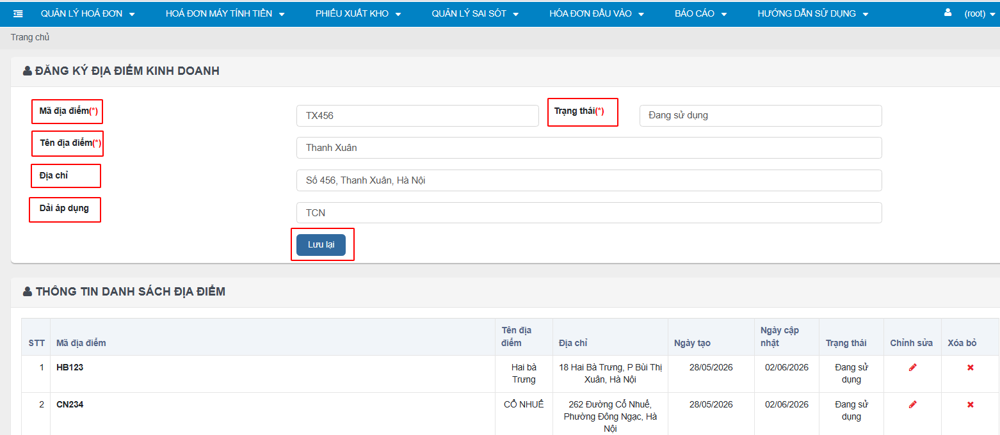 QUẢN LÝ HOÁ ĐƠN HOÁ ĐƠN MÁY TÍNH TIỀN PHIẾU XUẤT KHO QUẢN LÝ SAI SÓT HÓA ĐƠN ĐẦU VÀO BÁO CÁO HƯỚNG DẪN SỬ DỤNG (root)
Trang chủ
ĐĂNG KÝ ĐỊA ĐIỂM KINH DOANH
Mã địa điểm(*) TX456 Trạng thái(*) Đang sử dụng
Tên địa điểm(*) Thanh Xuân
Địa chỉ Số 456, Thanh Xuân, Hà Nội
Dải áp dụng TCN
Lưu lại
THÔNG TIN DANH SÁCH ĐỊA ĐIỂM
STT Mã địa điểm Tên địa điểm Địa chỉ Ngày tạo Ngày cập nhật Trạng thái Chỉnh sửa Xóa bỏ
1 HB123 Hai bà Trưng 18 Hai Bà Trưng, P Bùi Thị Xuân, Hà Nội 28/05/2026 02/06/2026 Đang sử dụng
2 CN234 CỔ NHUẾ 262 Đường Cổ Nhuế, Phường Đông Ngạc, Hà Nội 28/05/2026 02/06/2026 Đang sử dụng